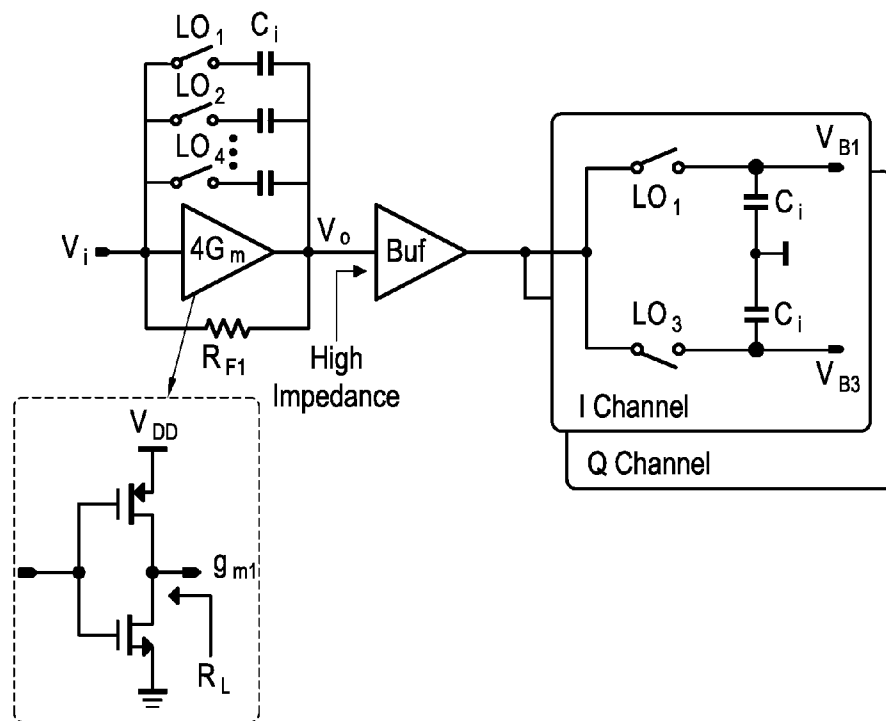 LO1
Ci
LO2
LO4
Vi
4Gm
Vo
Buf
RF1
High
Impedance
LO1
Ci
VB1
LO3
Ci
VB3
I Channel
Q Channel
VDD
gm1
RL